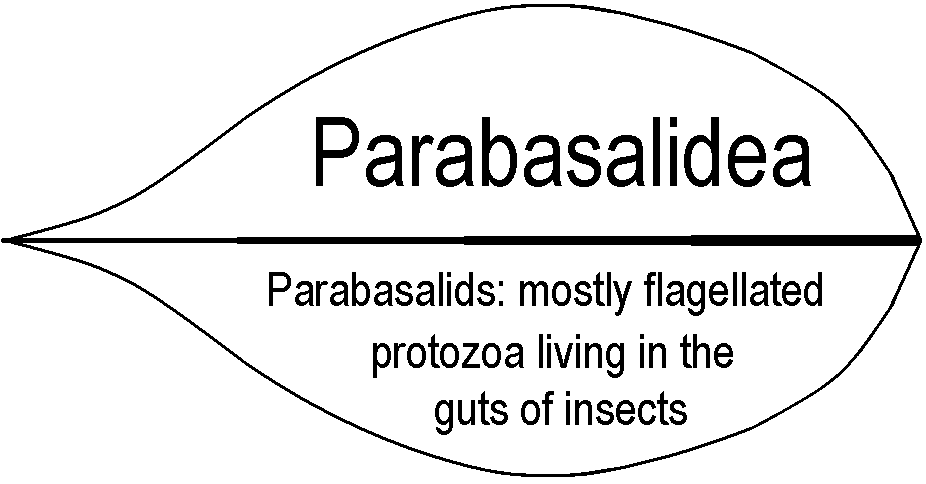 Parabasalidea
Parabasalids: mostly flagellated
protozoa living in the
guts of insects